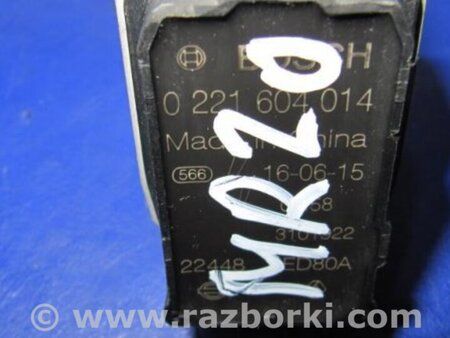 BOSCH
0 221 604 014
Made in China
566 16-06-15
22448 ED80A
MR20
© www.razborki.com